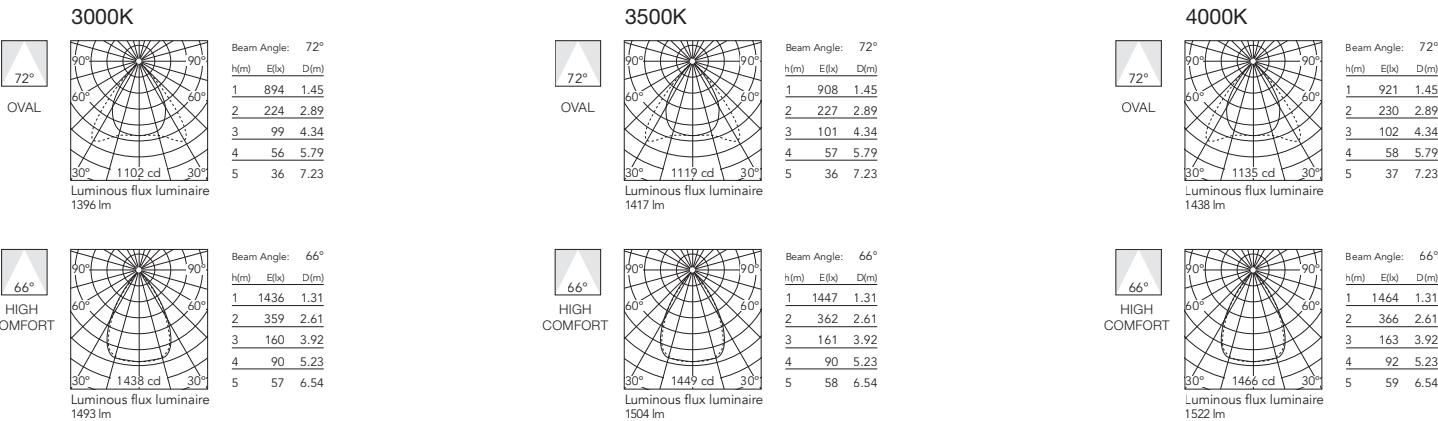 3000K
72°
OVAL
90° 90°
60° 60°
30° 1102 cd 30°
Luminous flux luminaire
1396 lm
Beam Angle: 72°
h(m) E(lx) D(m)
1 894 1.45
2 224 2.89
3 99 4.34
4 56 5.79
5 36 7.23
3500K
72°
OVAL
90° 90°
60° 60°
30° 1119 cd 30°
Luminous flux luminaire
1417 lm
Beam Angle: 72°
h(m) E(lx) D(m)
1 908 1.45
2 227 2.89
3 101 4.34
4 57 5.79
5 36 7.23
4000K
72°
OVAL
90° 90°
60° 60°
30° 1135 cd 30°
Luminous flux luminaire
1438 lm
Beam Angle: 72°
h(m) E(lx) D(m)
1 921 1.45
2 230 2.89
3 102 4.34
4 58 5.79
5 37 7.23
66°
HIGH
OMFORT
90° 90°
60° 60°
30° 1438 cd 30°
Luminous flux luminaire
1493 lm
Beam Angle: 66°
h(m) E(lx) D(m)
1 1436 1.31
2 359 2.61
3 160 3.92
4 90 5.23
5 57 6.54
66°
HIGH
COMFORT
90° 90°
60° 60°
30° 1449 cd 30°
Luminous flux luminaire
1504 lm
Beam Angle: 66°
h(m) E(lx) D(m)
1 1447 1.31
2 362 2.61
3 161 3.92
4 90 5.23
5 58 6.54
66°
HIGH
COMFORT
90° 90°
60° 60°
30° 1466 cd 30°
Luminous flux luminaire
1522 lm
Beam Angle: 66°
h(m) E(lx) D(m)
1 1464 1.31
2 366 2.61
3 163 3.92
4 92 5.23
5 59 6.54